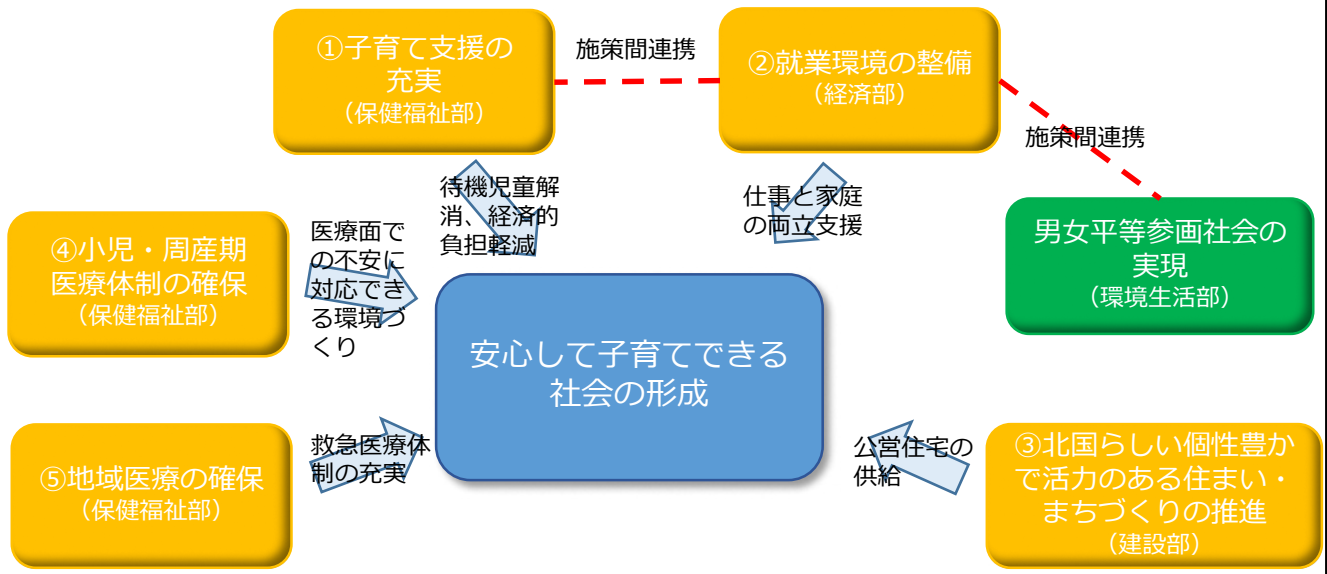 ①子育て支援の
充実
（保健福祉部）
施策間連携
②就業環境の整備
（経済部）
施策間連携
待機児童解
消、経済的
負担軽減
仕事と家庭
の両立支援
男女平等参画社会の
実現
（環境生活部）
④小児・周産期
医療体制の確保
（保健福祉部）
医療面で
の不安に
対応でき
る環境づ
くり
安心して子育てできる
社会の形成
⑤地域医療の確保
（保健福祉部）
救急医療体
制の充実
公営住宅の
供給
③北国らしい個性豊か
で活力のある住まい・
まちづくりの推進
（建設部）